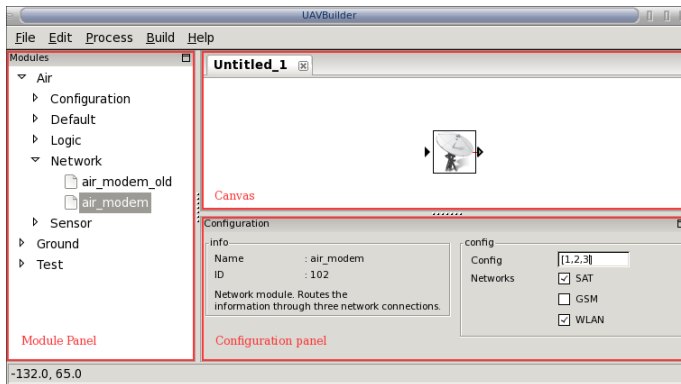 UAVBuilder
File Edit Process Build Help
Modules
Air
Configuration
Default
Logic
Network
air_modem_old
air_modem
Sensor
Ground
Test
Module Panel
Untitled_1
Canvas
Configuration
info
Name : air_modem
ID : 102
Network module. Routes the
information through three network connections.
Configuration panel
config
Config [1,2,3]
Networks SAT
GSM
WLAN
-132.0, 65.0